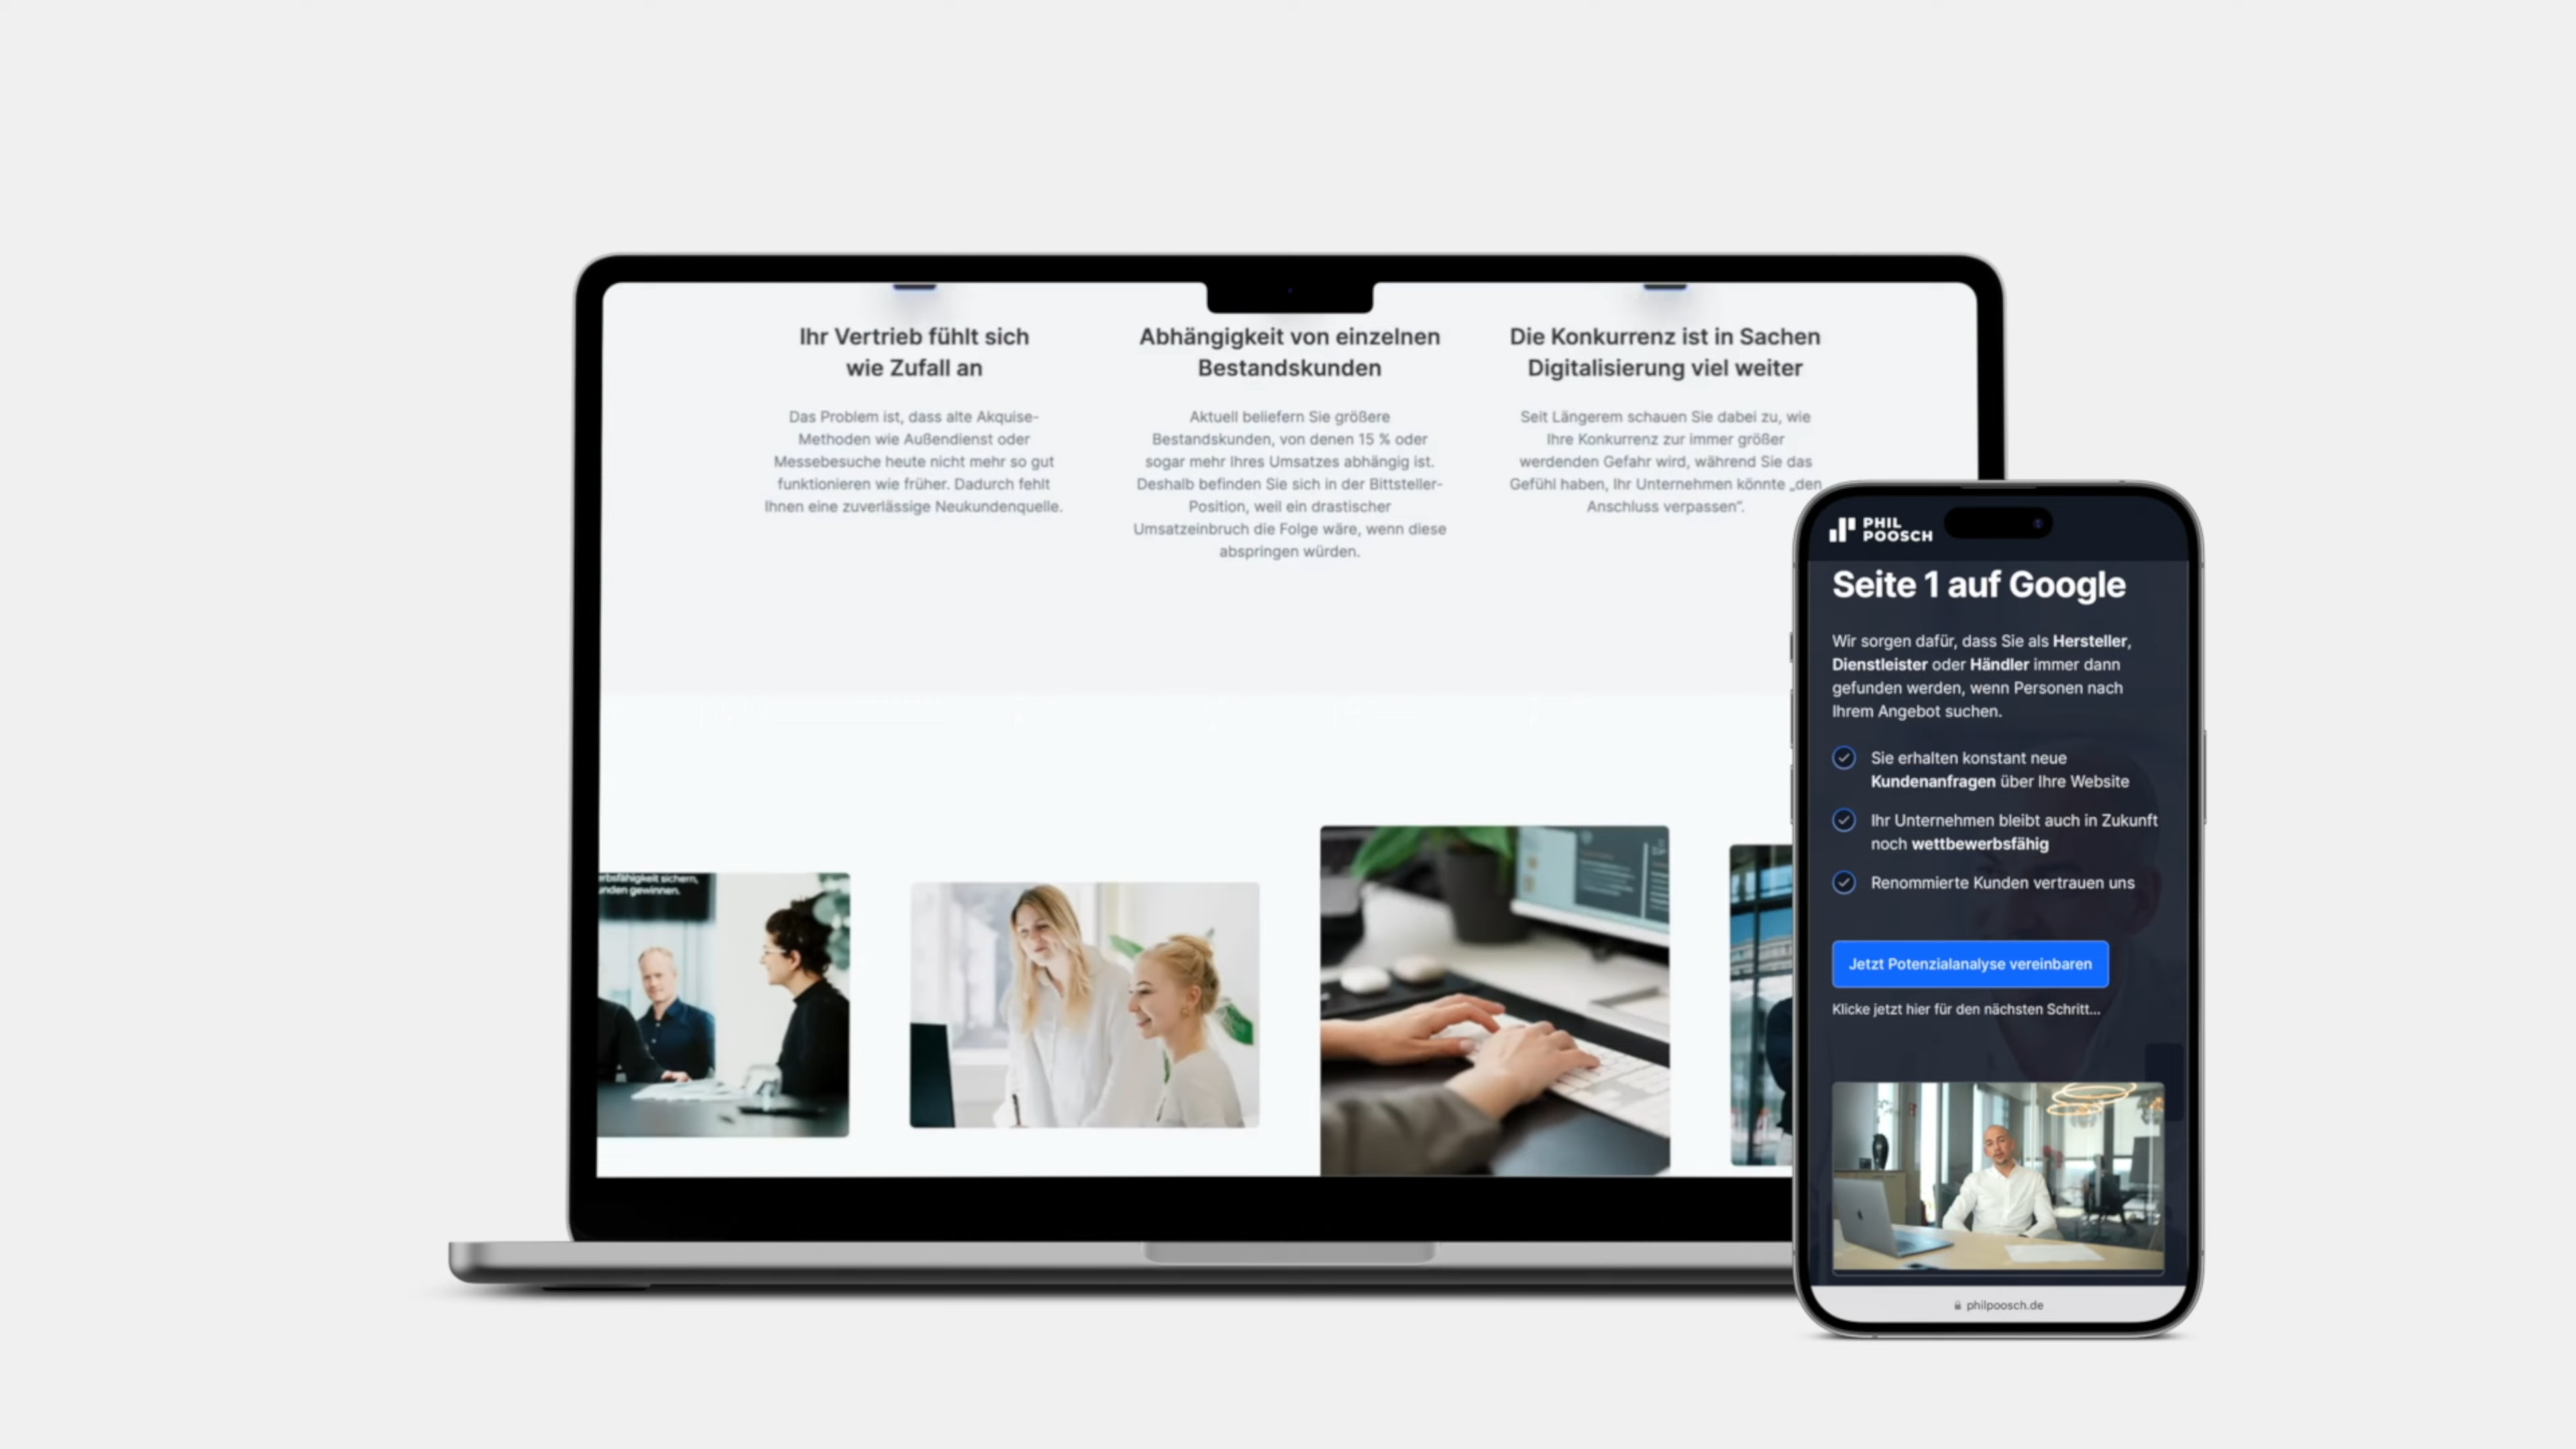 Ihr Vertrieb fühlt sich
wie Zufall an
Das Problem ist, dass alte Akquise-
Methoden wie Außendienst oder
Messebesuche heute nicht mehr so gut
funktionieren wie früher. Dadurch fehlt
Ihnen eine zuverlässige Neukundenquelle.
Abhängigkeit von einzelnen
Bestandskunden
Aktuell beliefern Sie größere
Bestandskunden, von denen 15 % oder
sogar mehr Ihres Umsatzes abhängig ist.
Deshalb befinden Sie sich in der Bittsteller-
Position, weil ein drastischer
Umsatzeinbruch die Folge wäre, wenn diese
abspringen würden.
Die Konkurrenz ist in Sachen
Digitalisierung viel weiter
Seit Längerem schauen Sie dabei zu, wie
Ihre Konkurrenz zur immer größer
werdenden Gefahr wird, während Sie das
Gefühl haben, Ihr Unternehmen könnte „den
Anschluss verpassen“.
erbsfähigkeit sichern,
unden gewinnen.
PHIL
POOSCH
Seite 1 auf Google
Wir sorgen dafür, dass Sie als Hersteller,
Dienstleister oder Händler immer dann
gefunden werden, wenn Personen nach
Ihrem Angebot suchen.
Sie erhalten konstant neue
Kundenanfragen über Ihre Website
Ihr Unternehmen bleibt auch in Zukunft
noch wettbewerbsfähig
Renommierte Kunden vertrauen uns
Jetzt Potenzialanalyse vereinbaren
Klicke jetzt hier für den nächsten Schritt...
philpoosch.de